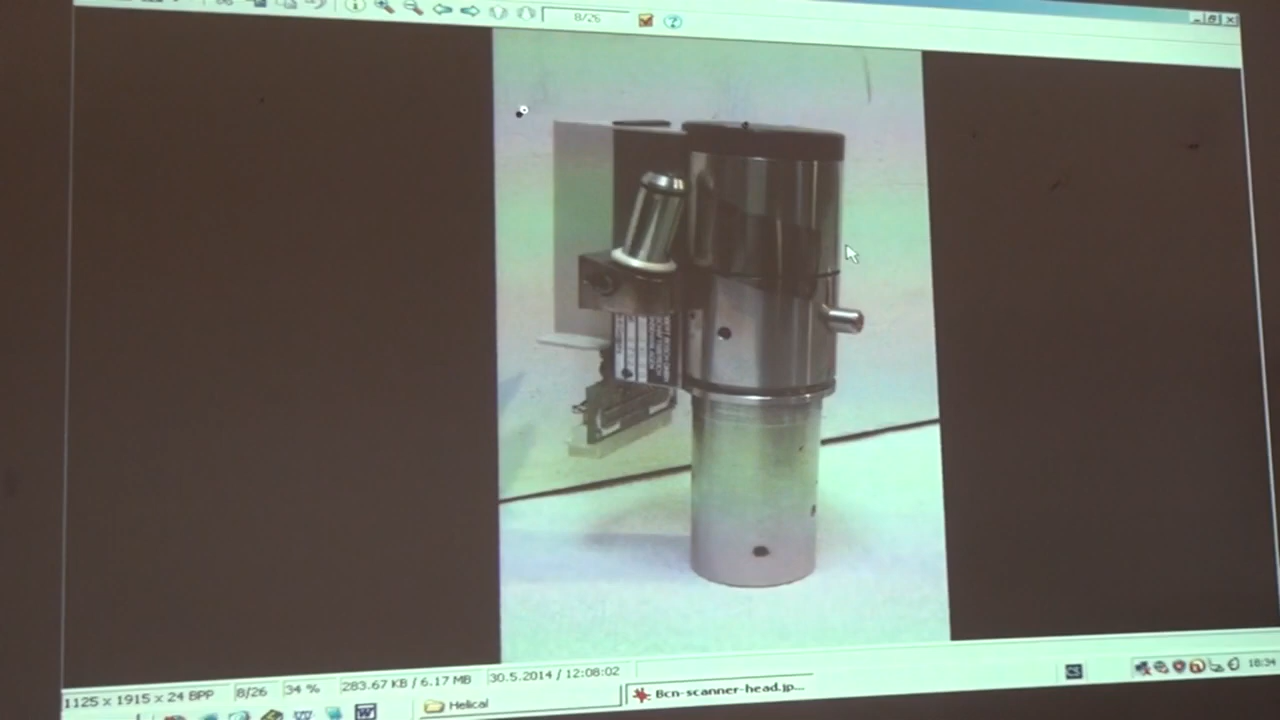 8/26
1125 x 1915 x 24 BPP
8/26
34 %
283.67 KB / 6.17 MB
30.5.2014 / 12:08:02
Helical
Bcn-scanner-head.jp...
18:34